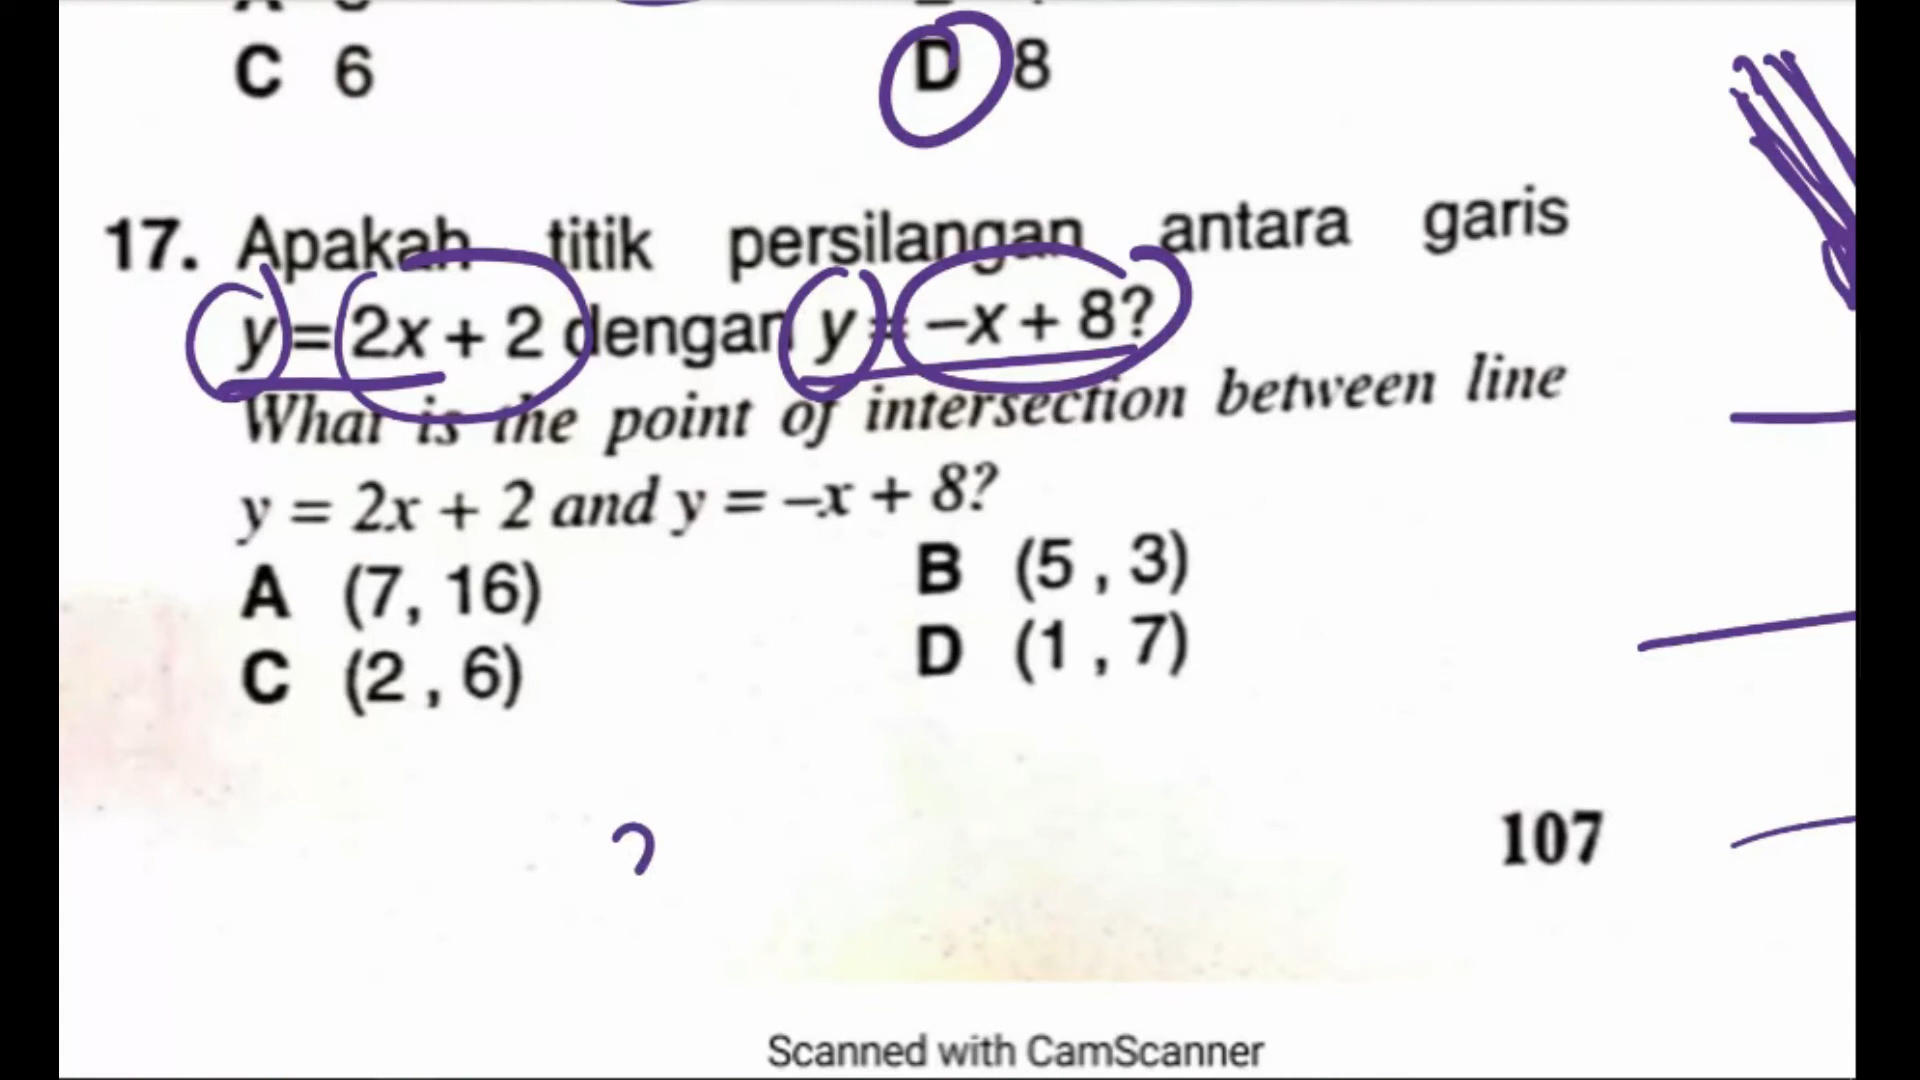 C 6 D 8
17. Apakah titik persilangan antara garis
y = 2x + 2 dengan y = –x + 8?
What is the point of intersection between line
y = 2x + 2 and y = –x + 8?
A (7, 16) B (5 , 3)
C (2 , 6) D (1 , 7)
107
Scanned with CamScanner